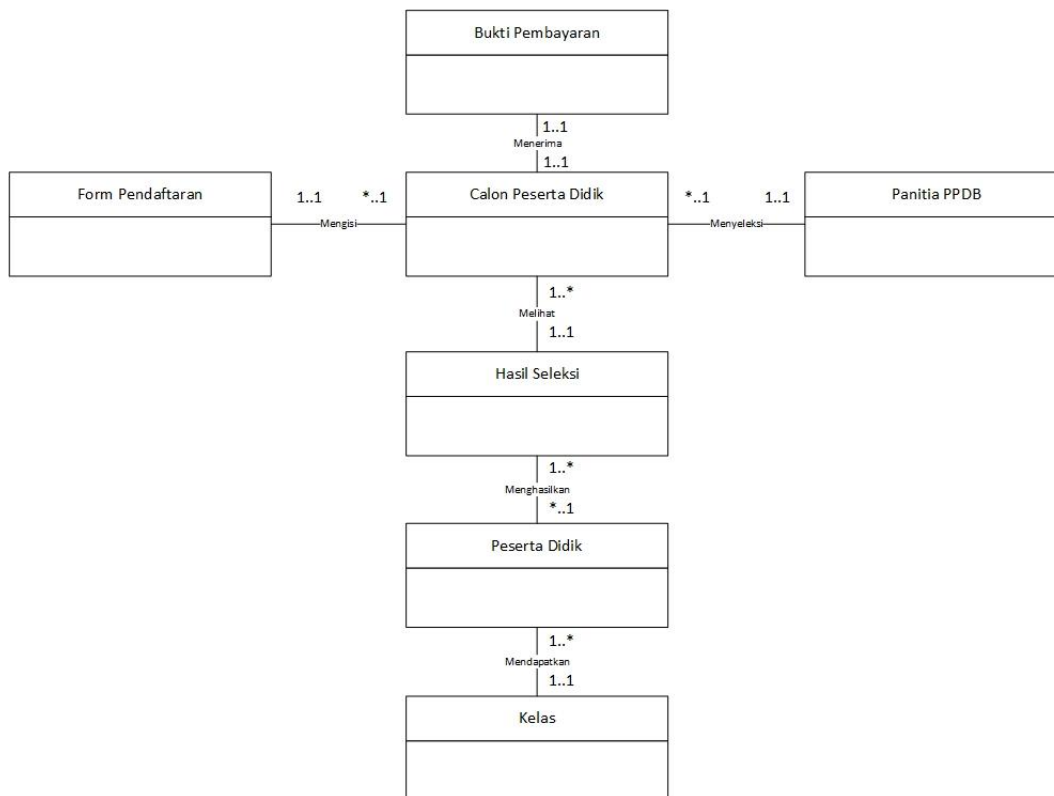 Bukti Pembayaran
1..1
Menerima
1..1
Form Pendaftaran
1..1
*..1
Mengisi
Calon Peserta Didik
*..1
1..1
Menyeleksi
Panitia PPDB
1..*
Melihat
1..1
Hasil Seleksi
1..*
Menghasilkan
*..1
Peserta Didik
1..*
Mendapatkan
1..1
Kelas